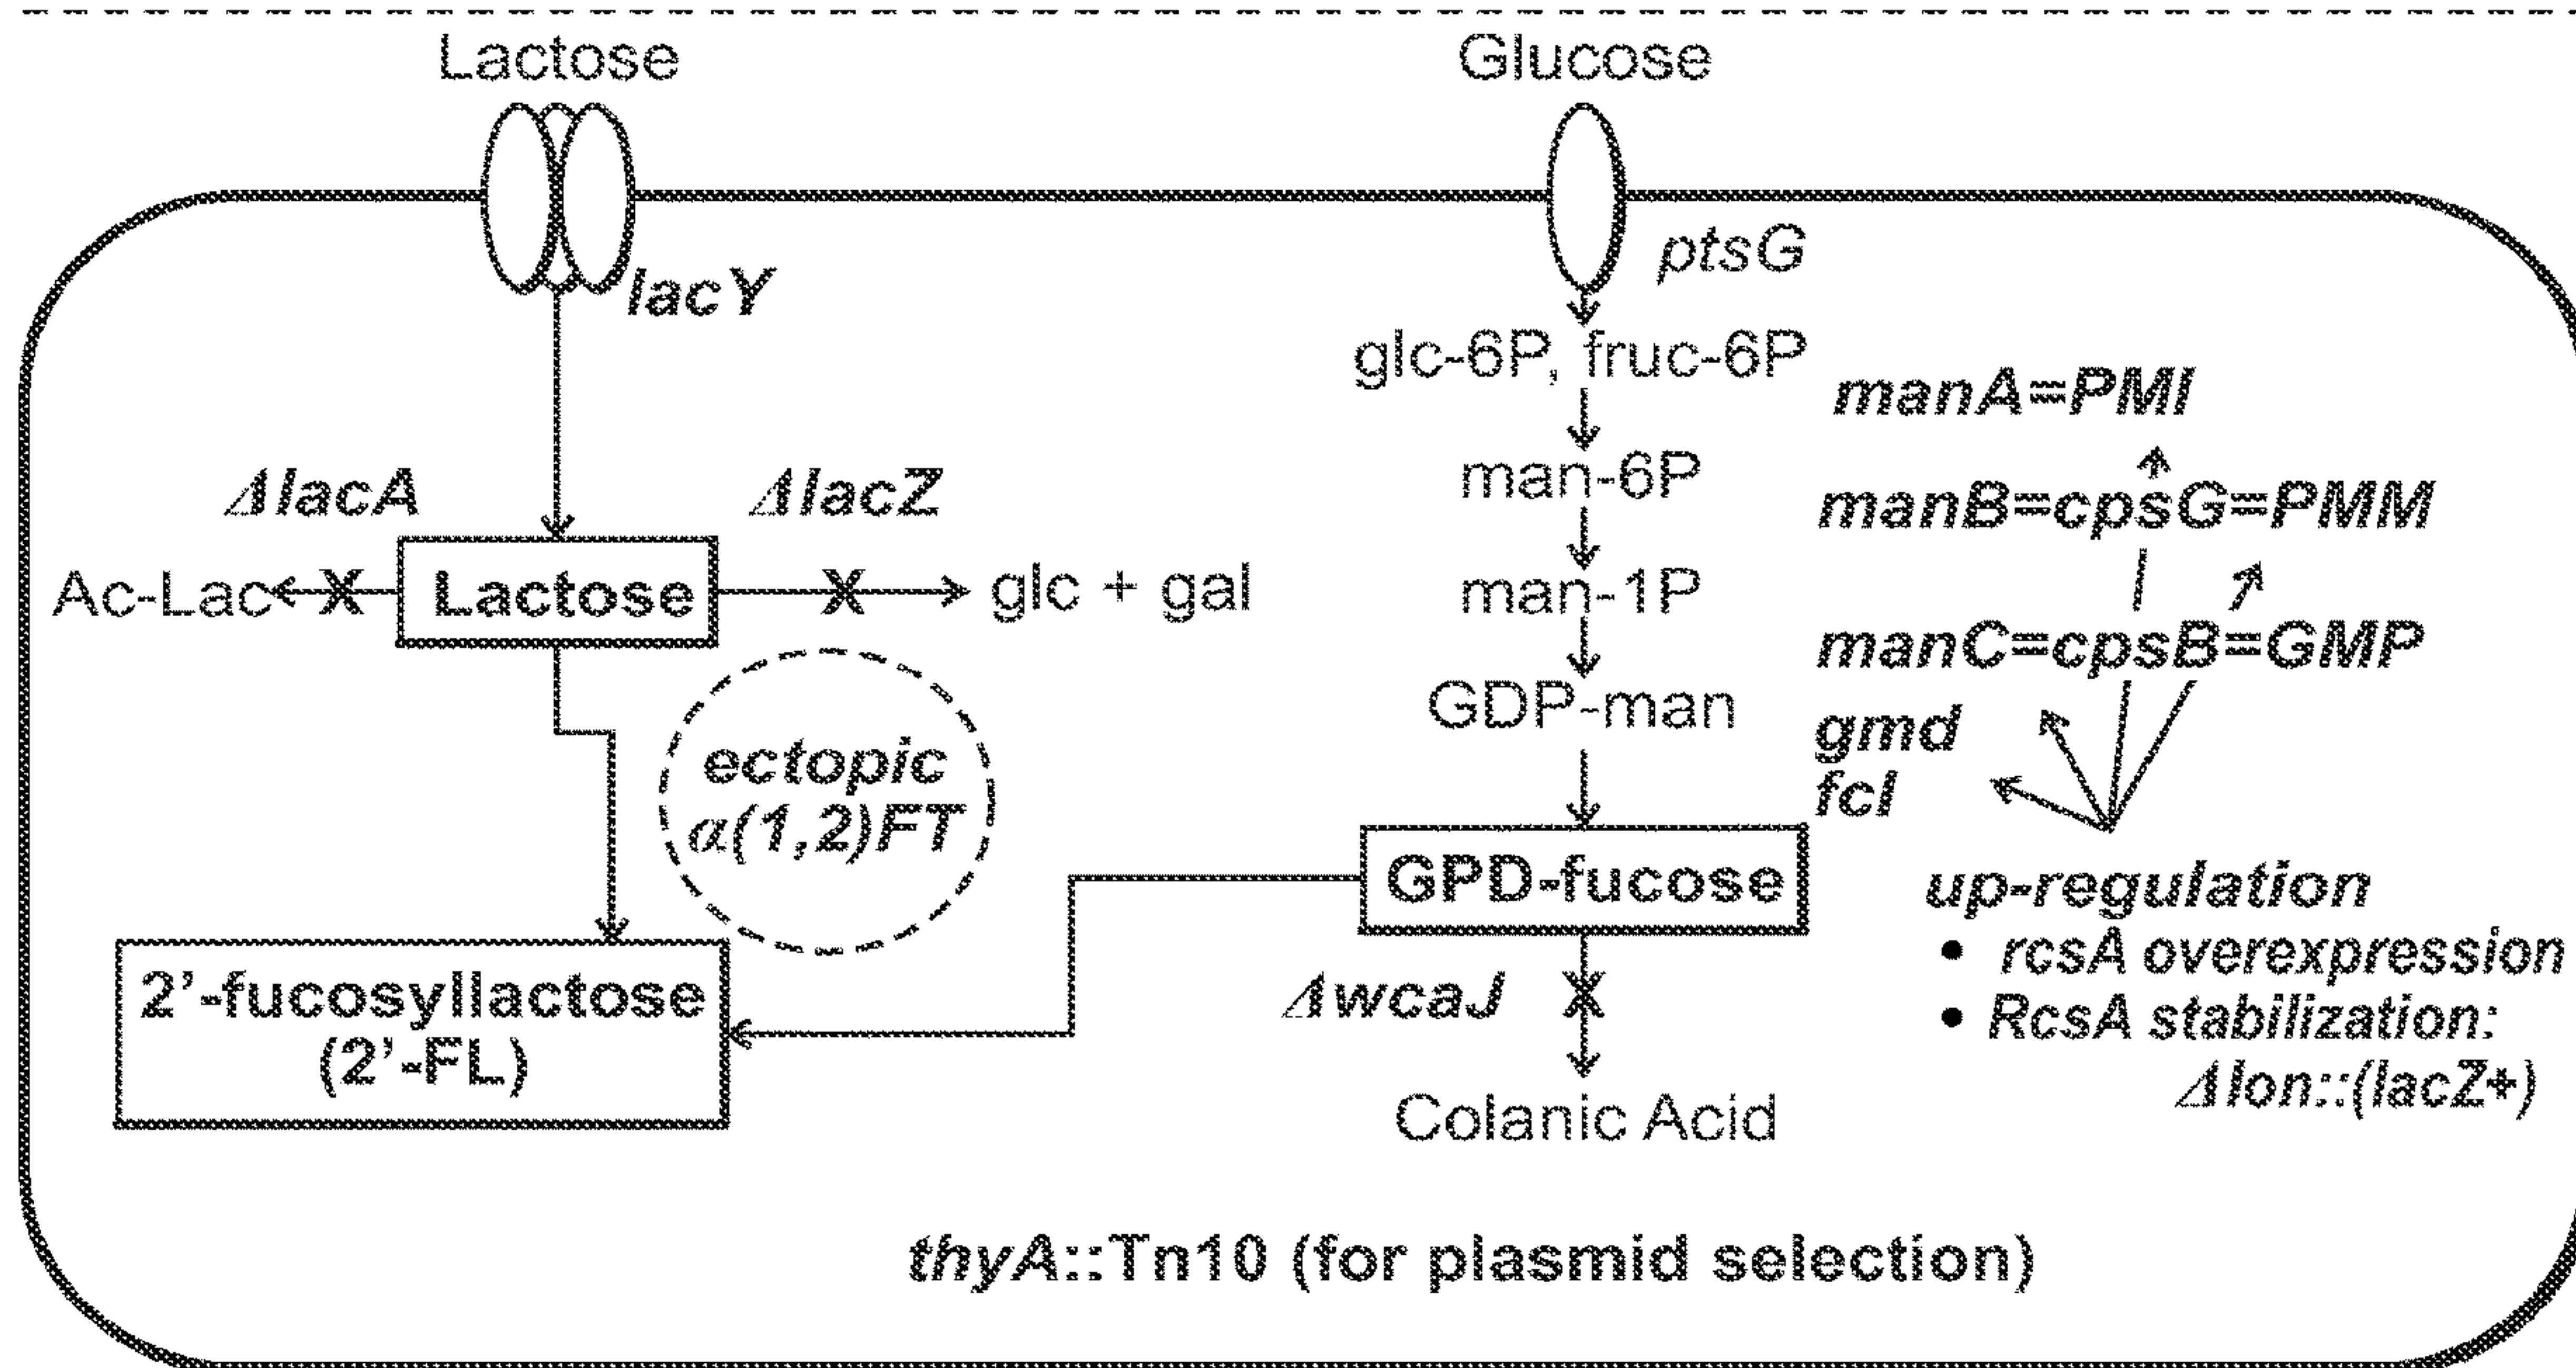 Lactose
Glucose
lacY
ptsG
glc-6P, fruc-6P
manA=PMI
ΔlacA
ΔlacZ
man-6P
manB=cpsG=PMM
Ac-Lac
X
Lactose
X
glc + gal
man-1P
manC=cpsB=GMP
GDP-man
gmd
fcl
ectopic
α(1,2)FT
GPD-fucose
up-regulation
• rcsA overexpression
• RcsA stabilization:
Δlon::(lacZ+)
2'-fucosyllactose
(2'-FL)
ΔwcaJ
X
Colanic Acid
thyA::Tn10 (for plasmid selection)